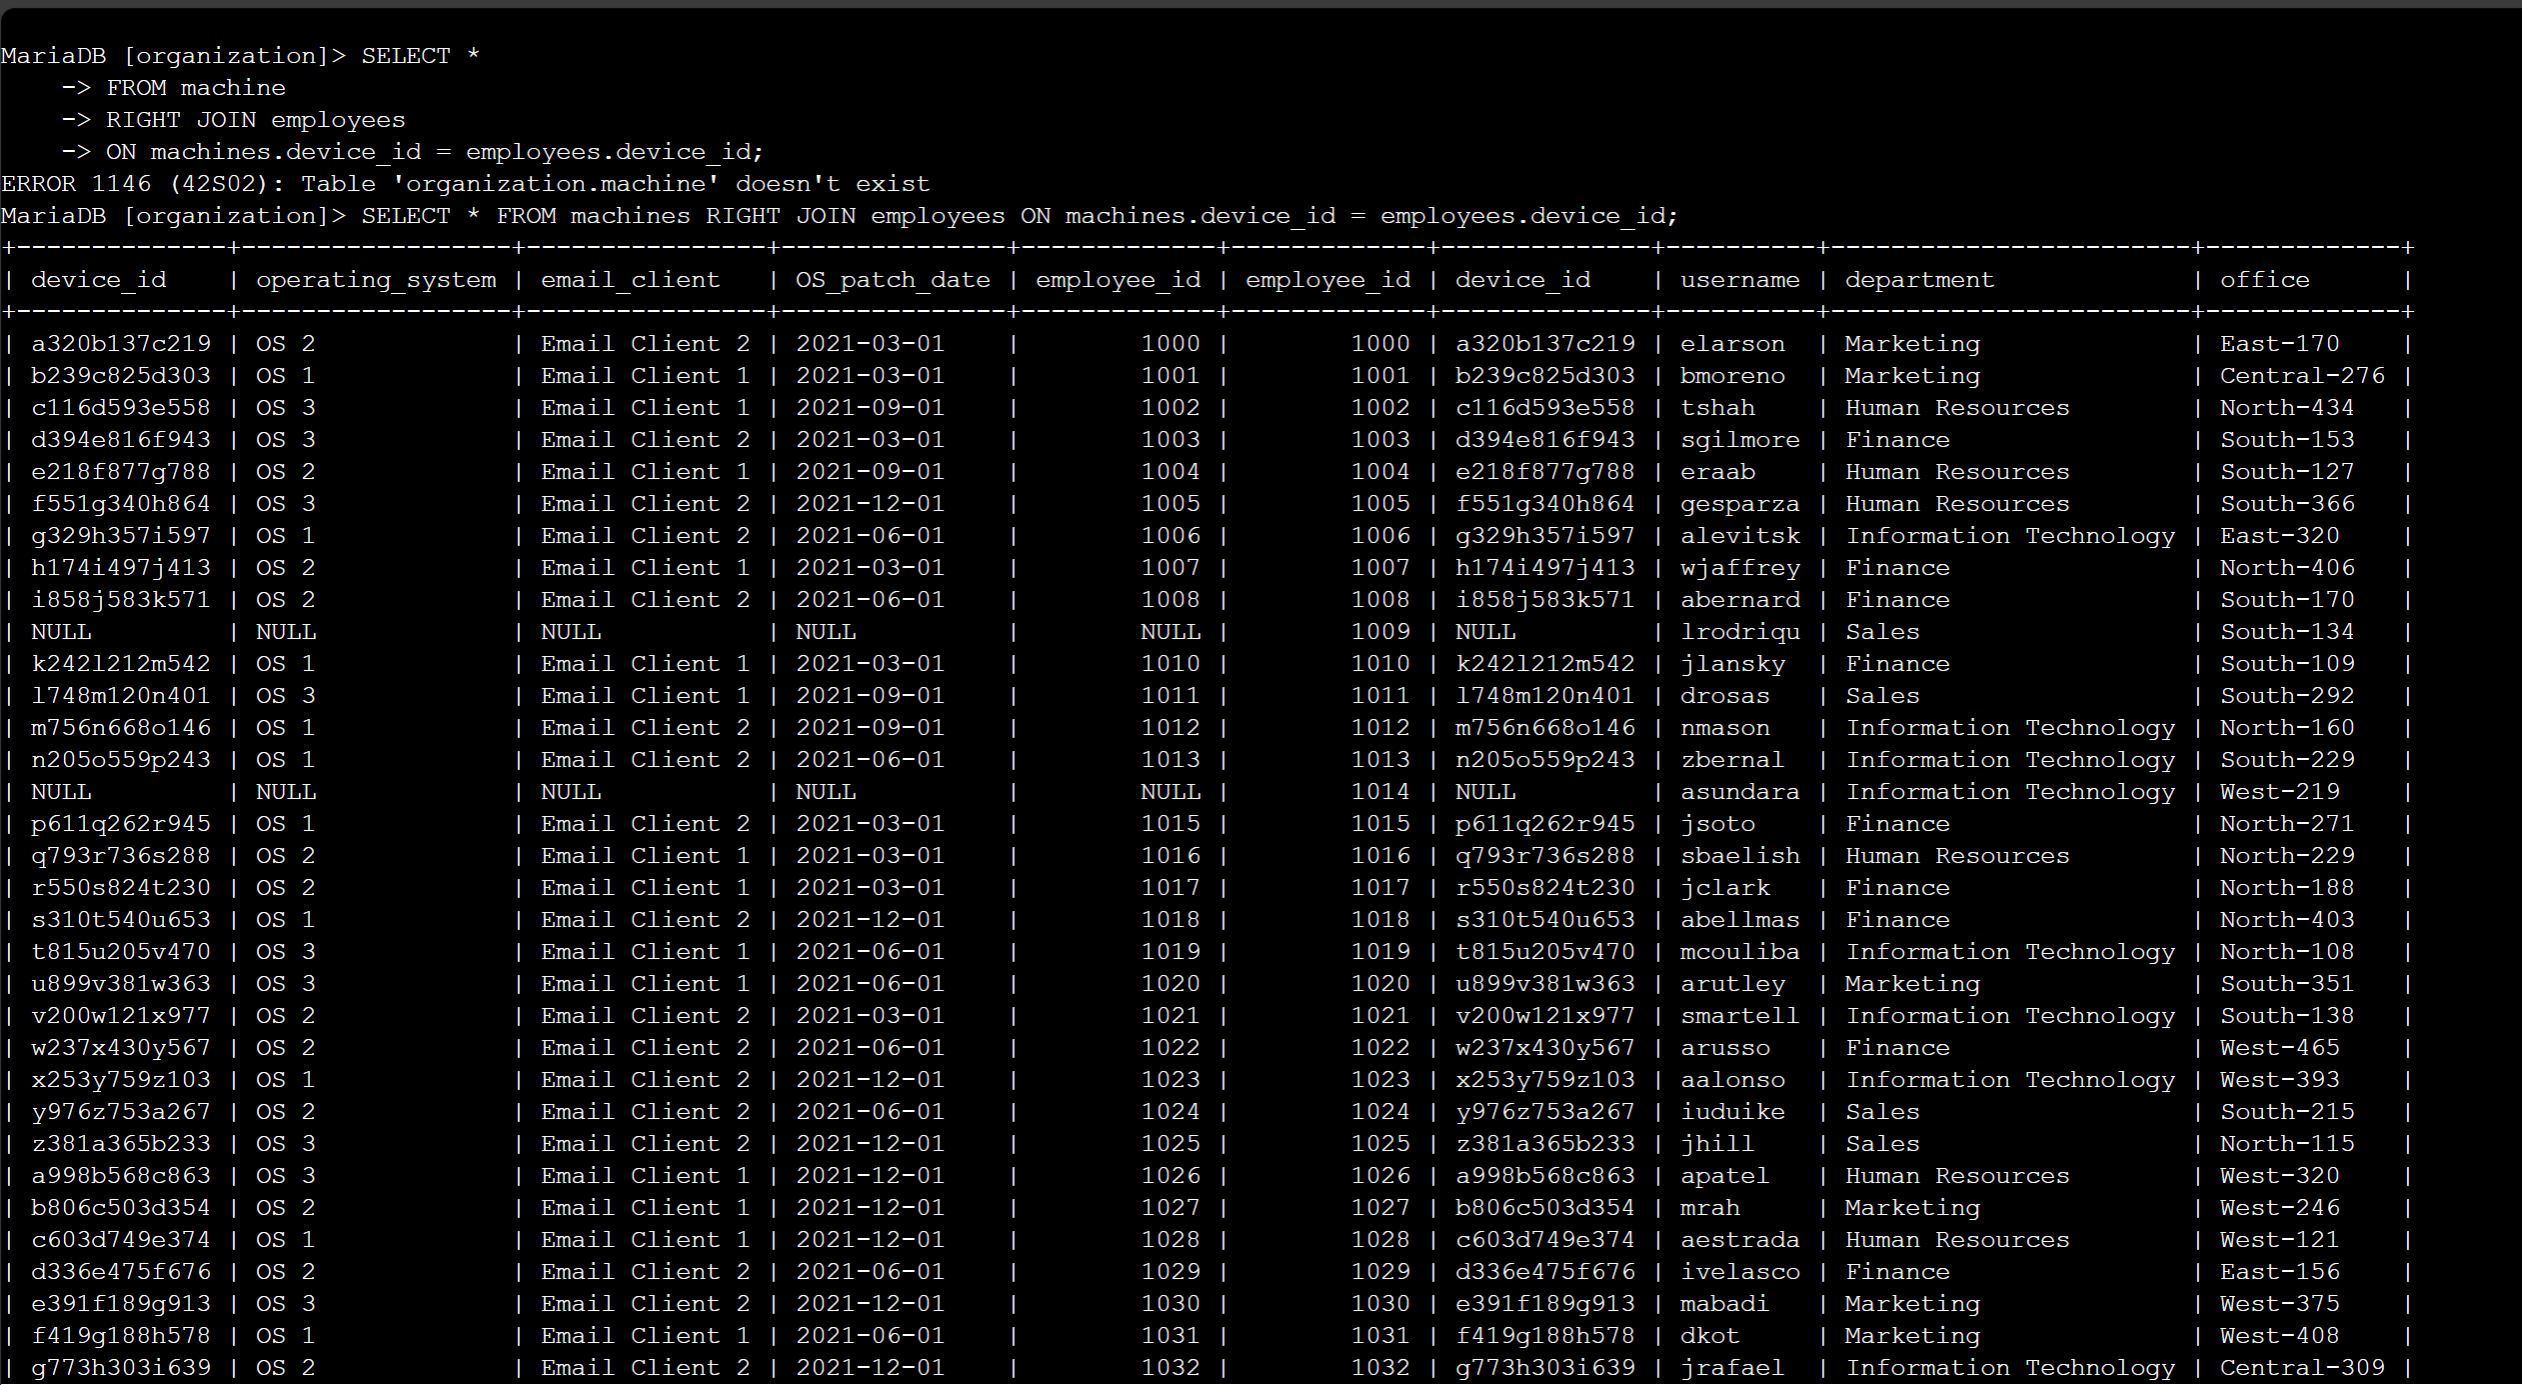 MariaDB [organization]> SELECT *
    -> FROM machine
    -> RIGHT JOIN employees
    -> ON machines.device_id = employees.device_id;
ERROR 1146 (42S02): Table 'organization.machine' doesn't exist
MariaDB [organization]> SELECT * FROM machines RIGHT JOIN employees ON machines.device_id = employees.device_id;
+--------------+------------------+----------------+---------------+-------------+-------------+--------------+----------+------------------------+-------------+
| device_id    | operating_system | email_client   | OS_patch_date | employee_id | employee_id | device_id    | username | department             | office      |
+--------------+------------------+----------------+---------------+-------------+-------------+--------------+----------+------------------------+-------------+
| a320b137c219 | OS 2             | Email Client 2 | 2021-03-01    |        1000 |        1000 | a320b137c219 | elarson  | Marketing              | East-170    |
| b239c825d303 | OS 1             | Email Client 1 | 2021-03-01    |        1001 |        1001 | b239c825d303 | bmoreno  | Marketing              | Central-276 |
| c116d593e558 | OS 3             | Email Client 1 | 2021-09-01    |        1002 |        1002 | c116d593e558 | tshah    | Human Resources        | North-434   |
| d394e816f943 | OS 3             | Email Client 2 | 2021-03-01    |        1003 |        1003 | d394e816f943 | sgilmore | Finance                | South-153   |
| e218f877g788 | OS 2             | Email Client 1 | 2021-09-01    |        1004 |        1004 | e218f877g788 | eraab    | Human Resources        | South-127   |
| f551g340h864 | OS 3             | Email Client 2 | 2021-12-01    |        1005 |        1005 | f551g340h864 | gesparza | Human Resources        | South-366   |
| g329h357i597 | OS 1             | Email Client 2 | 2021-06-01    |        1006 |        1006 | g329h357i597 | alevitsk | Information Technology | East-320    |
| h174i497j413 | OS 2             | Email Client 1 | 2021-03-01    |        1007 |        1007 | h174i497j413 | wjaffrey | Finance                | North-406   |
| i858j583k571 | OS 2             | Email Client 2 | 2021-06-01    |        1008 |        1008 | i858j583k571 | abernard | Finance                | South-170   |
| NULL         | NULL             | NULL           | NULL          |        NULL |        1009 | NULL         | lrodriqu | Sales                  | South-134   |
| k242l212m542 | OS 1             | Email Client 1 | 2021-03-01    |        1010 |        1010 | k242l212m542 | jlansky  | Finance                | South-109   |
| l748m120n401 | OS 3             | Email Client 1 | 2021-09-01    |        1011 |        1011 | l748m120n401 | drosas   | Sales                  | South-292   |
| m756n668o146 | OS 1             | Email Client 2 | 2021-09-01    |        1012 |        1012 | m756n668o146 | nmason   | Information Technology | North-160   |
| n205o559p243 | OS 1             | Email Client 2 | 2021-06-01    |        1013 |        1013 | n205o559p243 | zbernal  | Information Technology | South-229   |
| NULL         | NULL             | NULL           | NULL          |        NULL |        1014 | NULL         | asundara | Information Technology | West-219    |
| p611q262r945 | OS 1             | Email Client 2 | 2021-03-01    |        1015 |        1015 | p611q262r945 | jsoto    | Finance                | North-271   |
| q793r736s288 | OS 2             | Email Client 1 | 2021-03-01    |        1016 |        1016 | q793r736s288 | sbaelish | Human Resources        | North-229   |
| r550s824t230 | OS 2             | Email Client 1 | 2021-03-01    |        1017 |        1017 | r550s824t230 | jclark   | Finance                | North-188   |
| s310t540u653 | OS 1             | Email Client 2 | 2021-12-01    |        1018 |        1018 | s310t540u653 | abellmas | Finance                | North-403   |
| t815u205v470 | OS 3             | Email Client 1 | 2021-06-01    |        1019 |        1019 | t815u205v470 | mcouliba | Information Technology | North-108   |
| u899v381w363 | OS 3             | Email Client 1 | 2021-06-01    |        1020 |        1020 | u899v381w363 | arutley  | Marketing              | South-351   |
| v200w121x977 | OS 2             | Email Client 2 | 2021-03-01    |        1021 |        1021 | v200w121x977 | smartell | Information Technology | South-138   |
| w237x430y567 | OS 2             | Email Client 2 | 2021-06-01    |        1022 |        1022 | w237x430y567 | arusso   | Finance                | West-465    |
| x253y759z103 | OS 1             | Email Client 2 | 2021-12-01    |        1023 |        1023 | x253y759z103 | aalonso  | Information Technology | West-393    |
| y976z753a267 | OS 2             | Email Client 2 | 2021-06-01    |        1024 |        1024 | y976z753a267 | iuduike  | Sales                  | South-215   |
| z381a365b233 | OS 3             | Email Client 2 | 2021-12-01    |        1025 |        1025 | z381a365b233 | jhill    | Sales                  | North-115   |
| a998b568c863 | OS 3             | Email Client 1 | 2021-12-01    |        1026 |        1026 | a998b568c863 | apatel   | Human Resources        | West-320    |
| b806c503d354 | OS 2             | Email Client 1 | 2021-12-01    |        1027 |        1027 | b806c503d354 | mrah     | Marketing              | West-246    |
| c603d749e374 | OS 1             | Email Client 1 | 2021-12-01    |        1028 |        1028 | c603d749e374 | aestrada | Human Resources        | West-121    |
| d336e475f676 | OS 2             | Email Client 2 | 2021-06-01    |        1029 |        1029 | d336e475f676 | ivelasco | Finance                | East-156    |
| e391f189g913 | OS 3             | Email Client 2 | 2021-12-01    |        1030 |        1030 | e391f189g913 | mabadi   | Marketing              | West-375    |
| f419g188h578 | OS 1             | Email Client 1 | 2021-06-01    |        1031 |        1031 | f419g188h578 | dkot     | Marketing              | West-408    |
| g773h303i639 | OS 2             | Email Client 2 | 2021-12-01    |        1032 |        1032 | g773h303i639 | jrafael  | Information Technology | Central-309 |